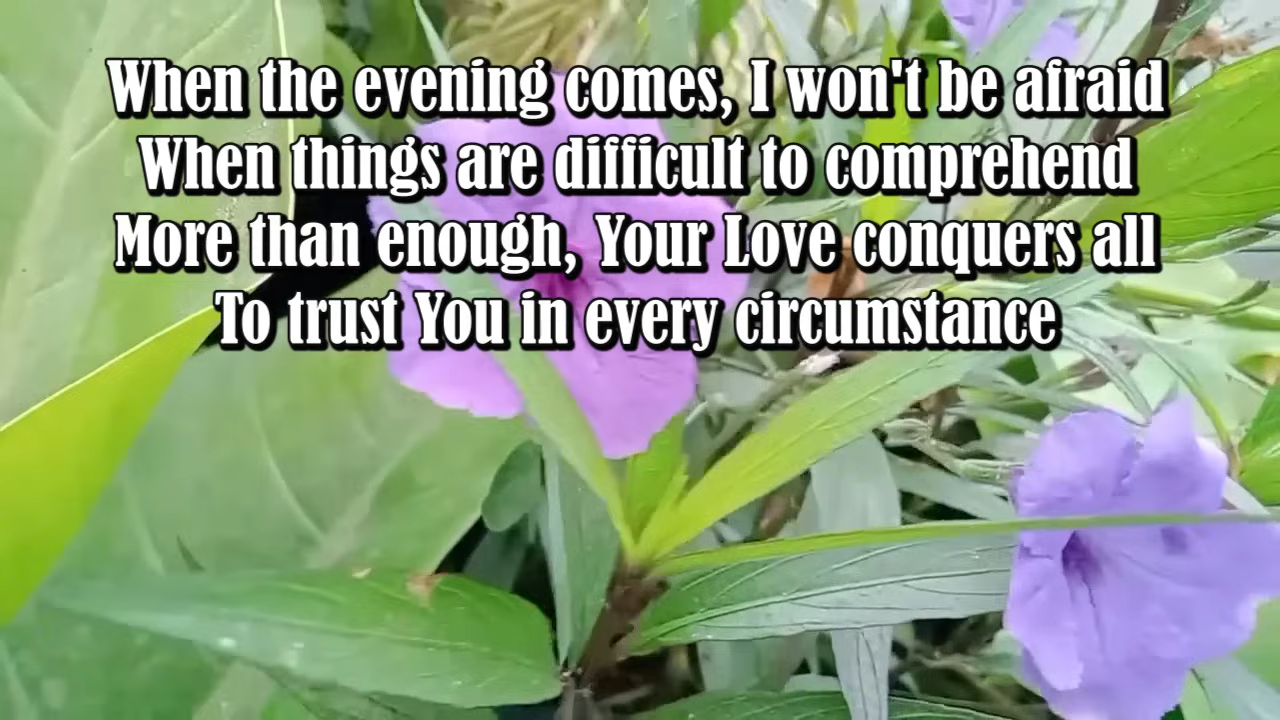 When the evening comes, I won't be afraid
When things are difficult to comprehend
More than enough, Your Love conquers all
To trust You in every circumstance